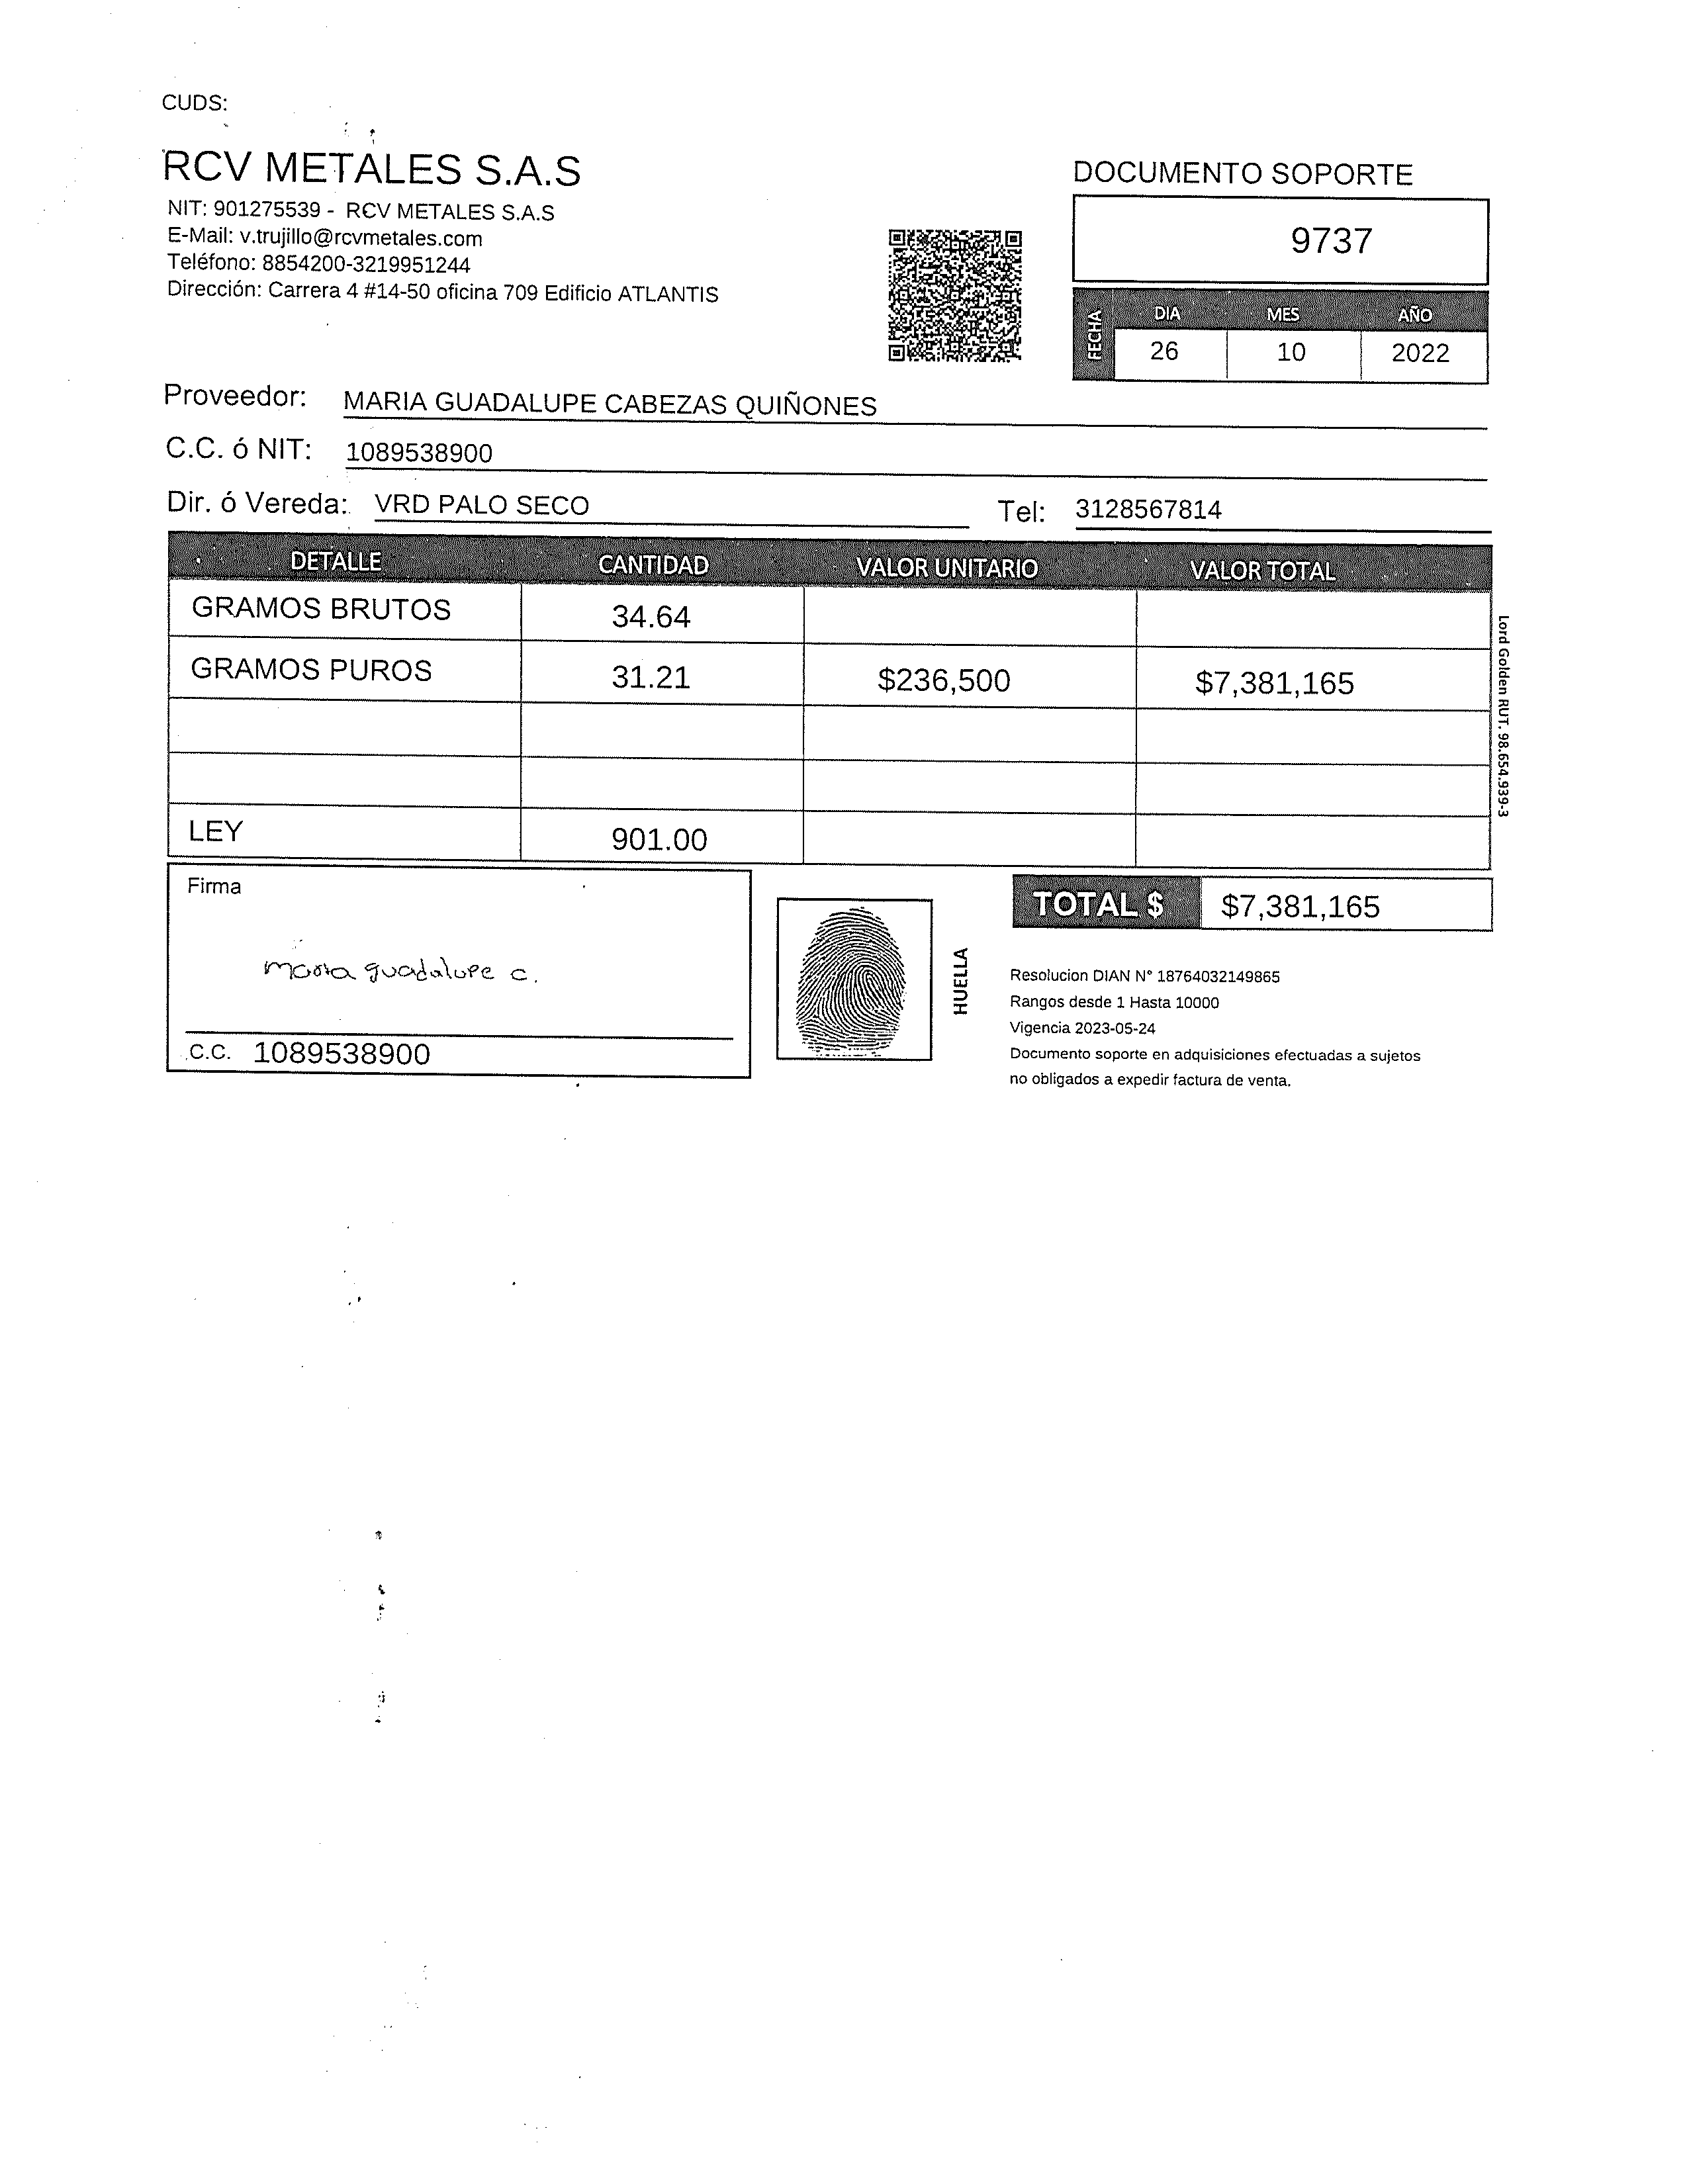 CUDS:
RCV METALES S.A.S
NIT: 901275539 - RCV METALES S.A.S
E-Mail: v.trujillo@rcvmetales.com
Teléfono: 8854200-3219951244
Dirección: Carrera 4 #14-50 oficina 709 Edificio ATLANTIS
DOCUMENTO SOPORTE
9737
FECHA
DIA MES AÑO
26 10 2022
Proveedor: MARIA GUADALUPE CABEZAS QUIÑONES
C.C. ó NIT: 1089538900
Dir. ó Vereda: VRD PALO SECO Tel: 3128567814
DETALLE CANTIDAD VALOR UNITARIO VALOR TOTAL
GRAMOS BRUTOS 34.64
GRAMOS PUROS 31.21 $236,500 $7,381,165
LEY 901.00
Lord Golden RUT. 98.654.939-3
Firma
maria guadalupe c.
C.C. 1089538900
HUELLA
TOTAL $ $7,381,165
Resolucion DIAN N° 18764032149865
Rangos desde 1 Hasta 10000
Vigencia 2023-05-24
Documento soporte en adquisiciones efectuadas a sujetos
no obligados a expedir factura de venta.